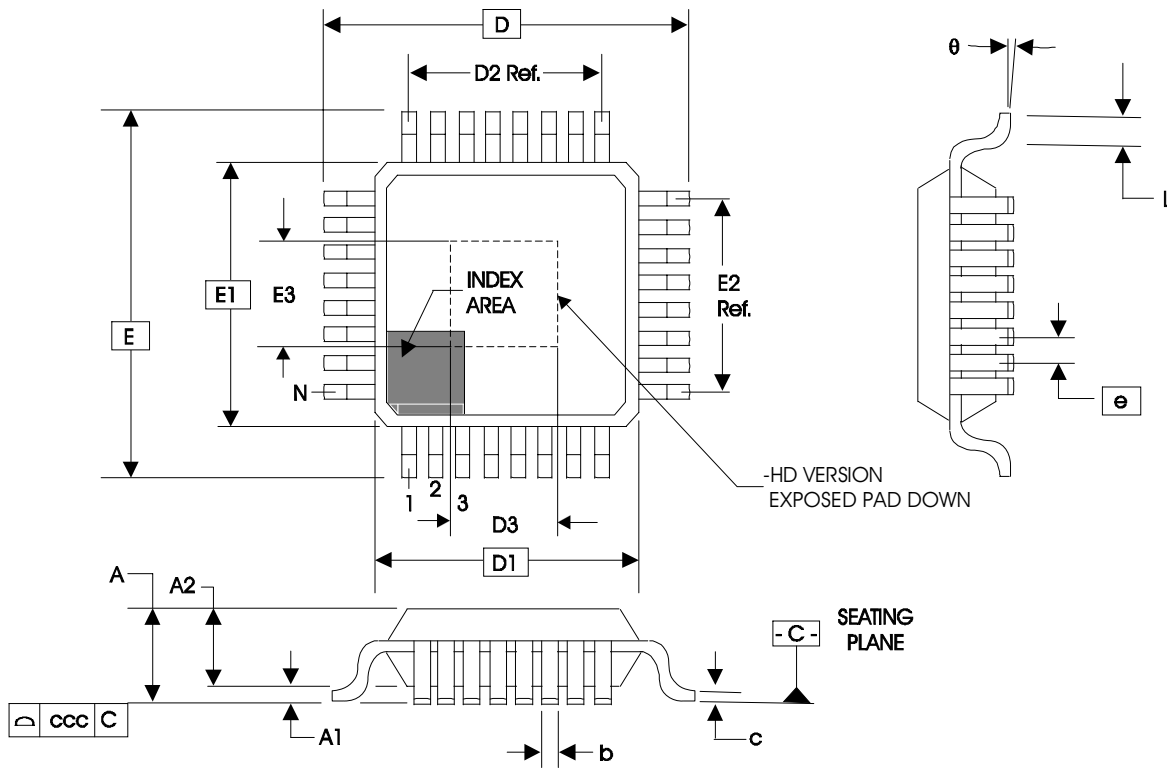 D
θ
D2 Ref.
L
INDEX
AREA
E1
E3
E2
Ref.
E
N
e
1
2
3
-HD VERSION
EXPOSED PAD DOWN
D3
D1
A
A2
SEATING
PLANE
- C -
⌓ ccc C
A1
b
c